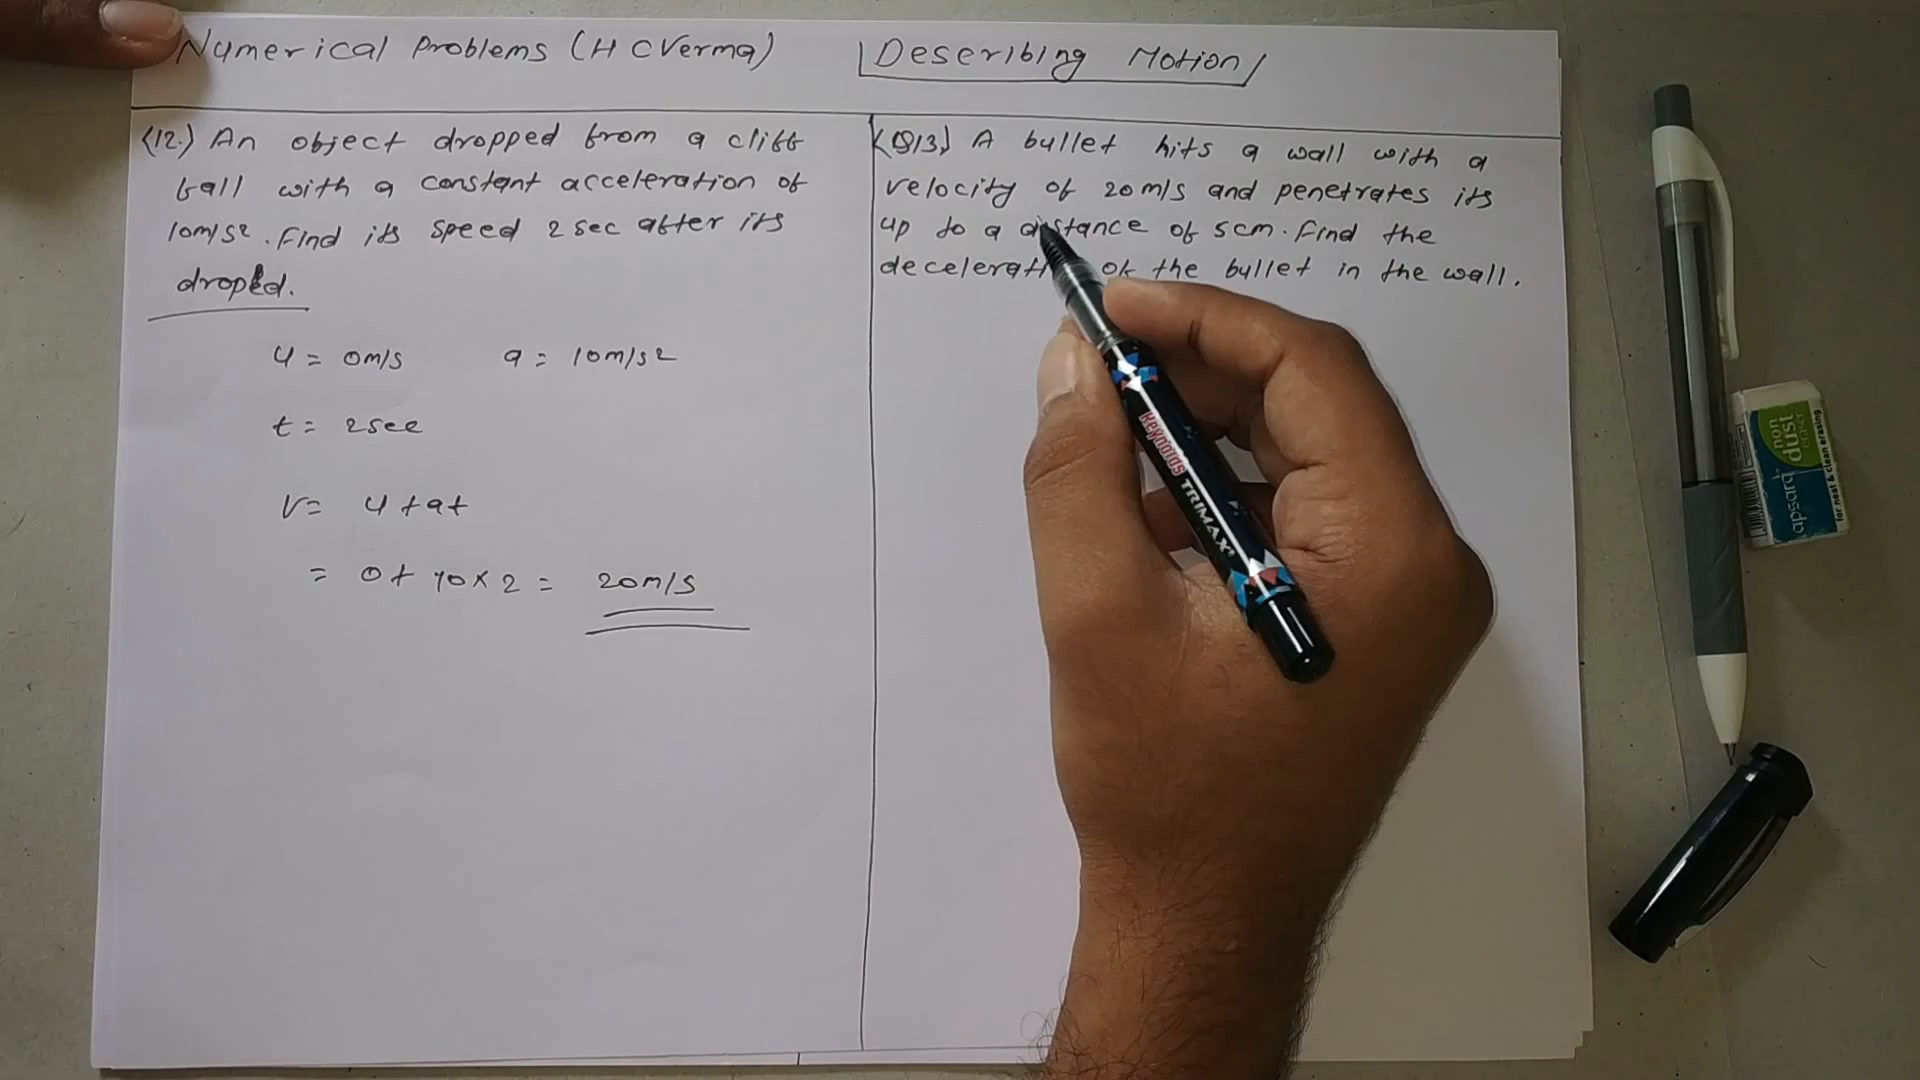 Numerical Problems (H C Verma)
Describing Motion
(12.) An object dropped from a cliff
fall with a constant acceleration of
10m/s². Find its speed 2 sec after its
droped.
u = 0m/s a = 10m/s²
t = 2sec
v = u + at
= 0 + 10 × 2 = 20m/s
(Q13) A bullet hits a wall with a
velocity of 20m/s and penetrates its
up to a distance of 5cm. Find the
of the bullet in the wall.
Reynolds TRIMAX
apsara non dust eraser
for neat & clean erasing